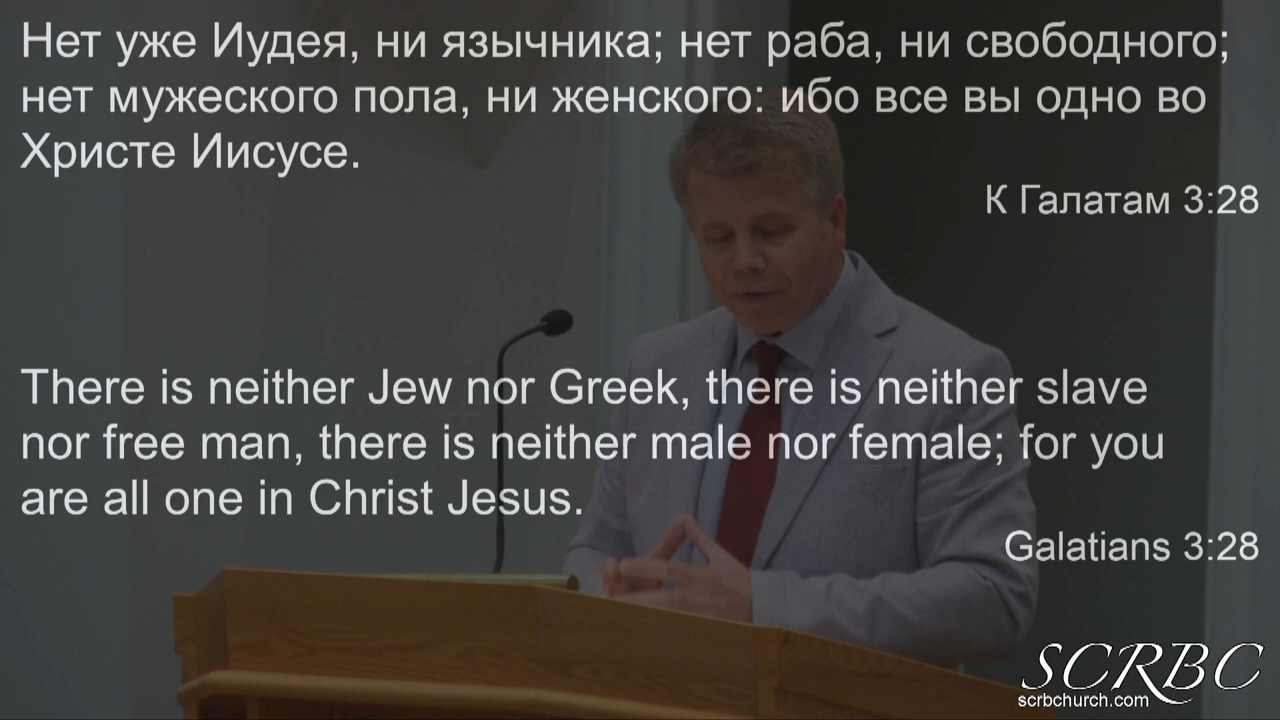 Нет уже Иудея, ни язычника; нет раба, ни свободного;
нет мужеского пола, ни женского: ибо все вы одно во
Христе Иисусе.
К Галатам 3:28
There is neither Jew nor Greek, there is neither slave
nor free man, there is neither male nor female; for you
are all one in Christ Jesus.
Galatians 3:28
SCRBC
scrbchurch.com